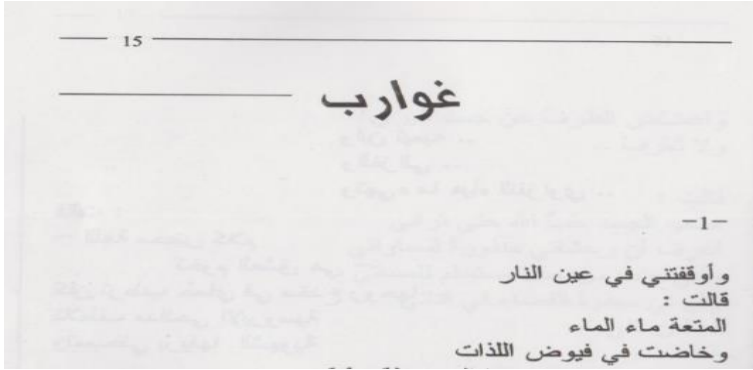 15
غوارب
-1-
وأوقفتني في عين النار
قالت :
المتعة ماء الماء
وخاضت في فيوض اللذات